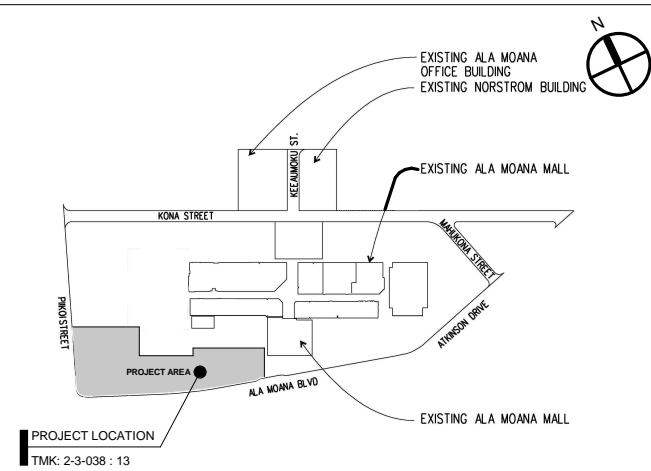 N
EXISTING ALA MOANA
OFFICE BUILDING
EXISTING NORSTROM BUILDING
KEEAUMOKU ST.
EXISTING ALA MOANA MALL
KONA STREET
MAHUKONA STREET
PIIKOI STREET
ATKINSON DRIVE
PROJECT AREA
ALA MOANA BLVD
EXISTING ALA MOANA MALL
PROJECT LOCATION
TMK: 2-3-038 : 13